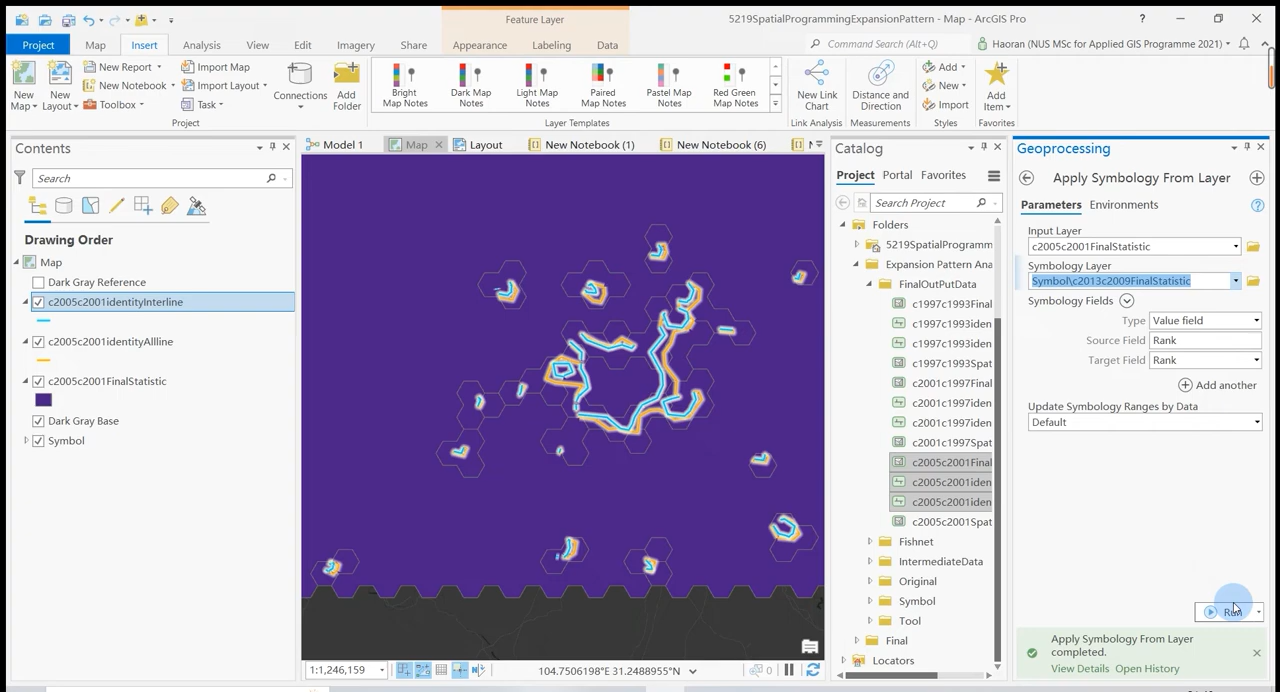 Feature Layer
5219SpatialProgrammingExpansionPattern - Map - ArcGIS Pro
Project Map Insert Analysis View Edit Imagery Share Appearance Labeling Data
Command Search (Alt+Q)
Haoran (NUS MSc for Applied GIS Programme 2021)
New Map
New Layout
New Report
New Notebook
Toolbox
Import Map
Import Layout
Task
Connections
Add Folder
Project
Bright Map Notes
Dark Map Notes
Light Map Notes
Paired Map Notes
Pastel Map Notes
Red Green Map Notes
Layer Templates
New Link Chart
Link Analysis
Distance and Direction
Measurements
Add
New
Import
Styles
Add Item
Favorites
Contents
Search
Drawing Order
Map
Dark Gray Reference
c2005c2001identityInterline
c2005c2001identityAllline
c2005c2001FinalStatistic
Dark Gray Base
Symbol
Model 1 Map Layout New Notebook (1) New Notebook (6)
1:1,246,159
104.7506198°E 31.2488955°N
0
Catalog
Project Portal Favorites
Search Project
Folders
5219SpatialProgramm
Expansion Pattern Ana
FinalOutPutData
c1997c1993Final
c1997c1993iden
c1997c1993iden
c1997c1993Spat
c2001c1997Final
c2001c1997iden
c2001c1997iden
c2001c1997Spat
c2005c2001Final
c2005c2001iden
c2005c2001iden
c2005c2001Spat
Fishnet
IntermediateData
Original
Symbol
Tool
Final
Locators
Geoprocessing
Apply Symbology From Layer
Parameters Environments
Input Layer
c2005c2001FinalStatistic
Symbology Layer
Symbol\c2013c2009FinalStatistic
Symbology Fields
Type Value field
Source Field Rank
Target Field Rank
Add another
Update Symbology Ranges by Data
Default
Run
Apply Symbology From Layer
completed.
View Details Open History